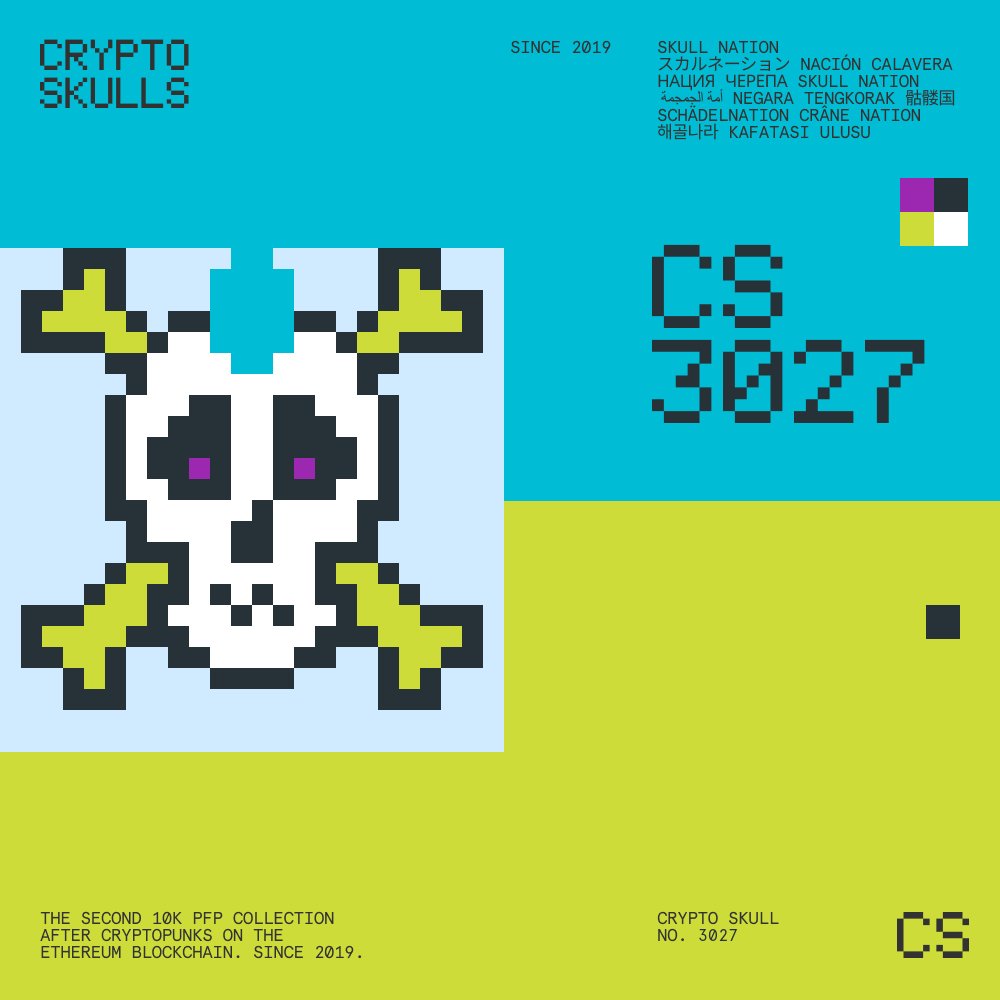 CRYPTO
SKULLS
SINCE 2019
SKULL NATION
スカルネーション NACIÓN CALAVERA
НАЦИЯ ЧЕРЕПА SKULL NATION
أمة الجمجمة NEGARA TENGKORAK 骷髅国
SCHÄDELNATION CRÂNE NATION
해골나라 KAFATASI ULUSU
CS
3027
THE SECOND 10K PFP COLLECTION
AFTER CRYPTOPUNKS ON THE
ETHEREUM BLOCKCHAIN. SINCE 2019.
CRYPTO SKULL
NO. 3027
CS